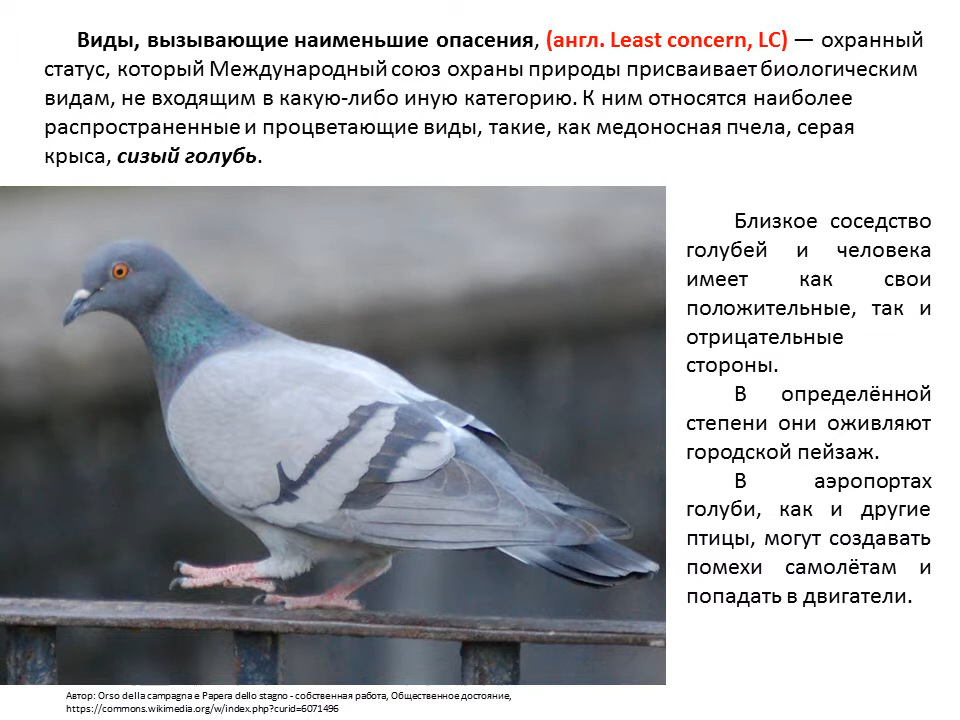 Виды, вызывающие наименьшие опасения, (англ. Least concern, LC) — охранный
статус, который Международный союз охраны природы присваивает биологическим
видам, не входящим в какую-либо иную категорию. К ним относятся наиболее
распространенные и процветающие виды, такие, как медоносная пчела, серая
крыса, сизый голубь.
Близкое соседство
голубей и человека
имеет как свои
положительные, так и
отрицательные
стороны.
В определённой
степени они оживляют
городской пейзаж.
В аэропортах
голуби, как и другие
птицы, могут создавать
помехи самолётам и
попадать в двигатели.
Автор: Orso della campagna e Papera dello stagno - собственная работа, Общественное достояние,
https://commons.wikimedia.org/w/index.php?curid=6071496